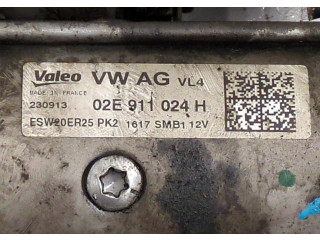 Valeo VW AG VL4
MADE IN FRANCE
230913 02E 911 024 H
ESW20ER25 PK2 1617 SMB1 12V